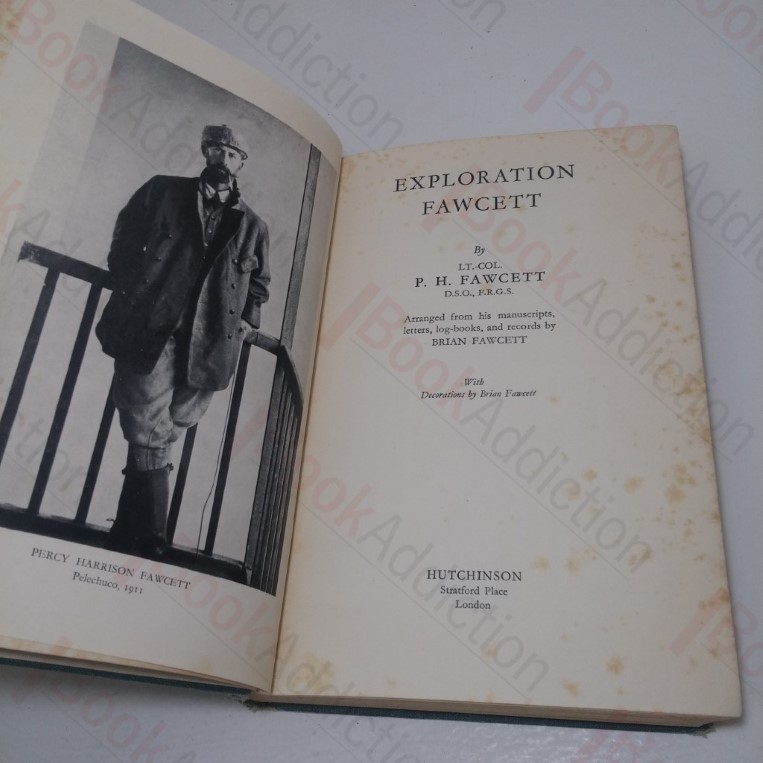 PERCY HARRISON FAWCETT
Pelechuco, 1911
EXPLORATION
FAWCETT
By
LT.-COL.
P. H. FAWCETT
D.S.O., F.R.G.S.
Arranged from his manuscripts,
letters, log-books, and records by
BRIAN FAWCETT
With
Decorations by Brian Fawcett
HUTCHINSON
Stratford Place
London
BookAddiction